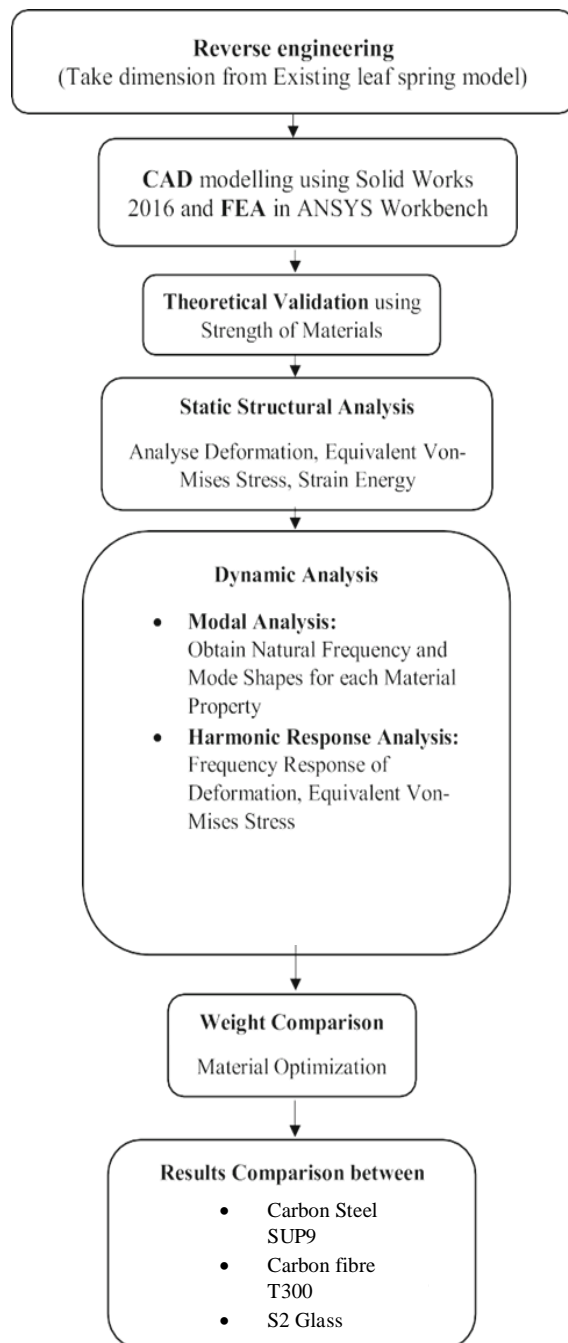 Reverse engineering
(Take dimension from Existing leaf spring model)
CAD modelling using Solid Works
2016 and FEA in ANSYS Workbench
Theoretical Validation using
Strength of Materials
Static Structural Analysis
Analyse Deformation, Equivalent Von-
Mises Stress, Strain Energy
Dynamic Analysis
• Modal Analysis:
Obtain Natural Frequency and
Mode Shapes for each Material
Property
• Harmonic Response Analysis:
Frequency Response of
Deformation, Equivalent Von-
Mises Stress
Weight Comparison
Material Optimization
Results Comparison between
• Carbon Steel
SUP9
• Carbon fibre
T300
• S2 Glass